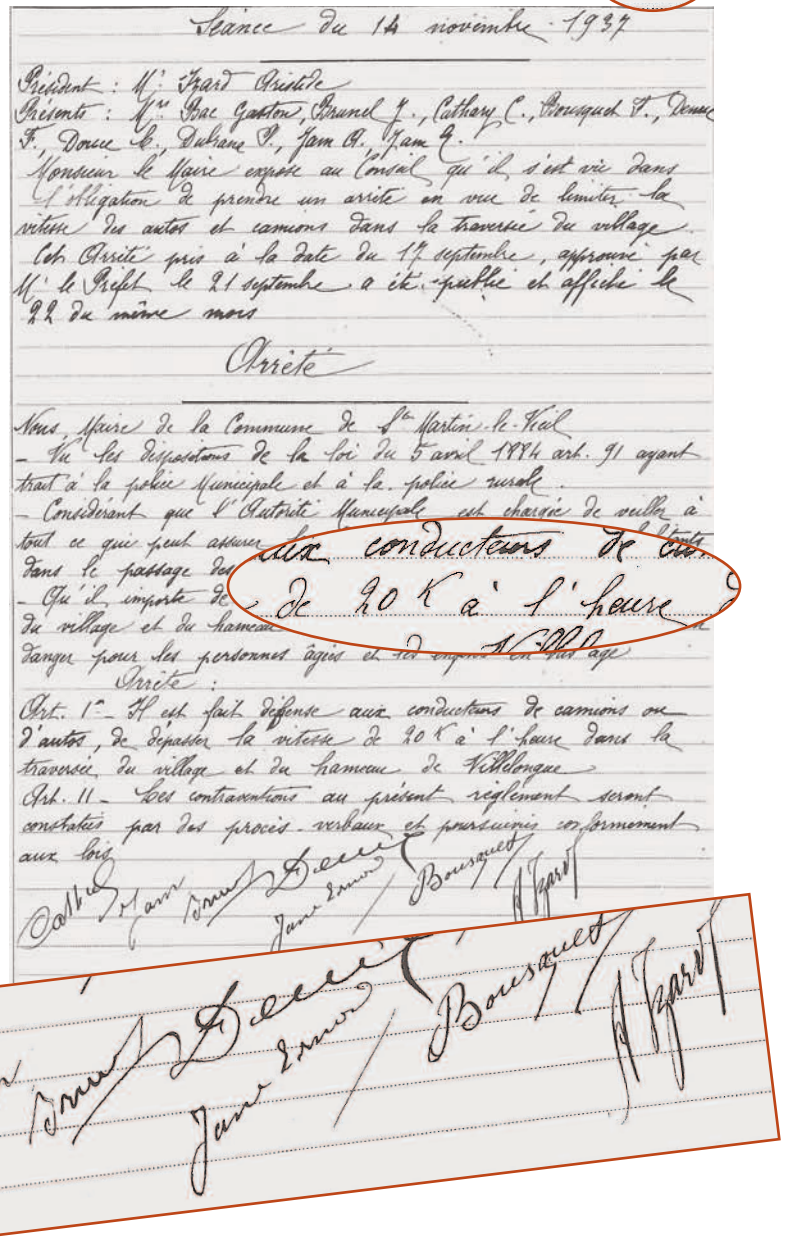 Séance du 14 novembre 1937
Président : Mr Izard Aristide
Présents : Mrs Bac Gaston, Brunel J., Cathary C., Bousquet F.,
F., Douce C., P., Jam A., Jam E.
Monsieur le Maire expose au Conseil qu'il s'est vu dans
l'obligation de prendre un arrêté en vue de limiter la
vitesse des autos et camions dans la traversée du village.
Cet Arrêté pris à la date du 17 septembre, approuvé par
Mr le Préfet le 21 septembre a été publié et affiché le
22 du même mois
Arrêté
Nous, Maire de la Commune de St Martin-le-Vieil
- Vu les dispositions de la loi du 5 avril 1884 art. 91 ayant
trait à la police Municipale et à la police rurale.
- Considérant que l'Autorité Municipale est chargée de veiller à
tout ce qui peut assurer
dans le passage des
- Qu'il importe de
du village et du hameau
danger pour les personnes âgées et les en bas age
aux conducteurs de
de 20 K à l'heure
Arrête :
Art. 1er - Il est fait défense aux conducteurs de camions ou
d'autos, de dépasser la vitesse de 20 K à l'heure dans la
traversée du village et du hameau de Villelongue
Art. II - Les contraventions au présent règlement seront
constatées par des procès-verbaux et poursuivis conformément
aux lois
Jam Brunel
Bousquet A Izard
Brunel
Bousquet A Izard